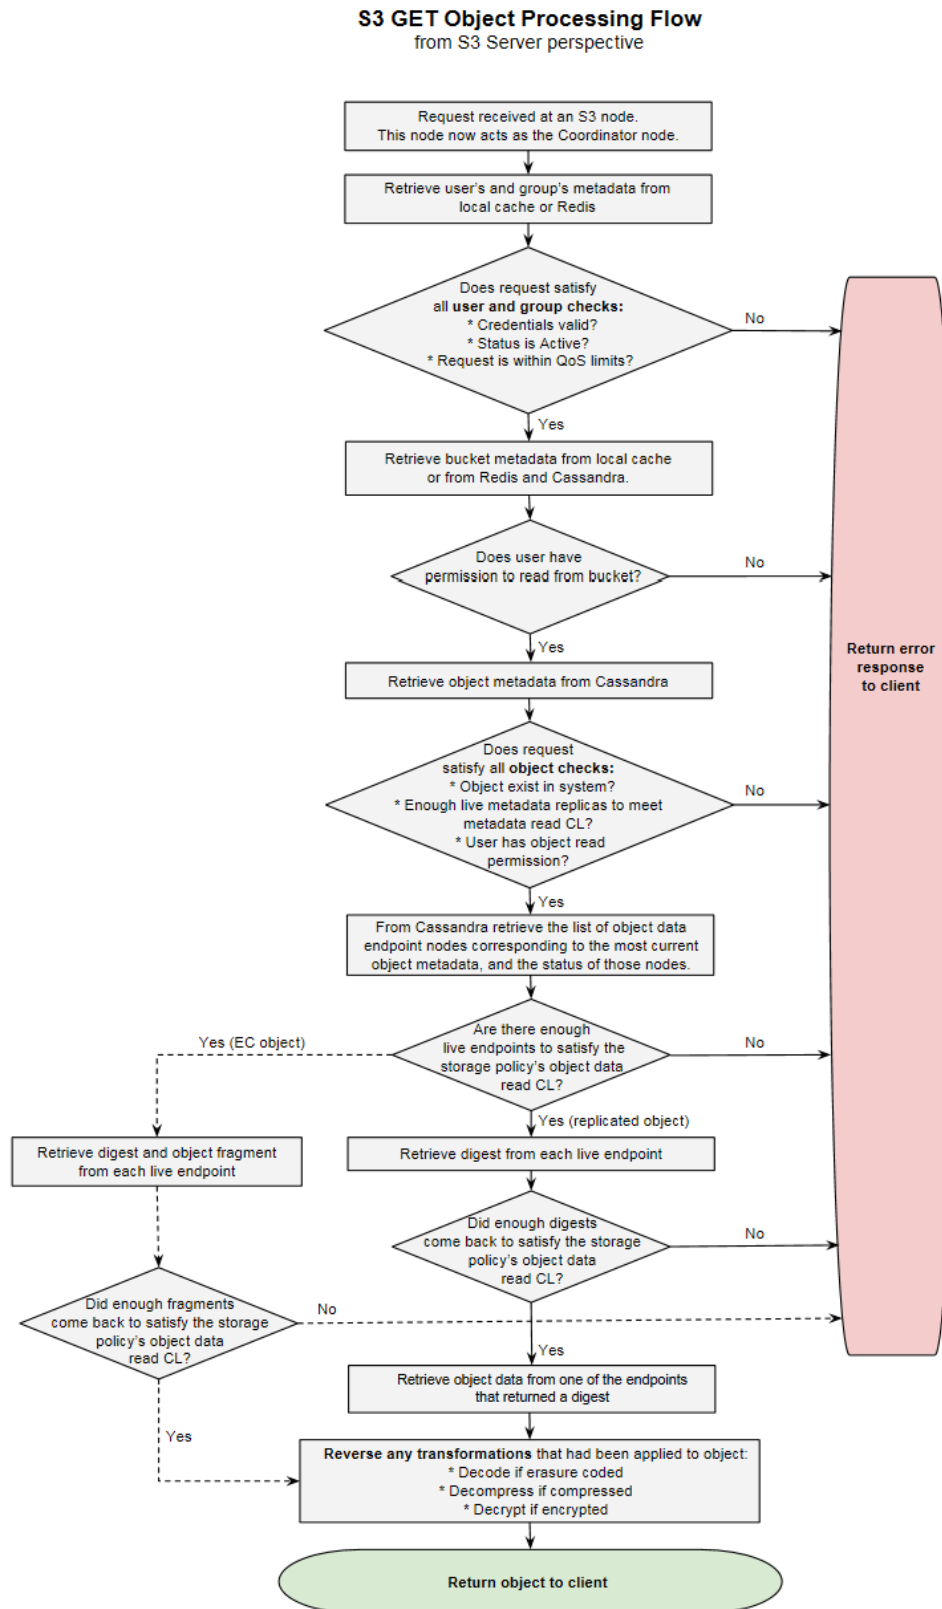 S3 GET Object Processing Flow
from S3 Server perspective
Request received at an S3 node.
This node now acts as the Coordinator node.
Retrieve user's and group's metadata from
local cache or Redis
Does request satisfy
all user and group checks:
* Credentials valid?
* Status is Active?
* Request is within QoS limits?
No
Yes
Retrieve bucket metadata from local cache
or from Redis and Cassandra.
Does user have
permission to read from bucket?
No
Yes
Return error
response
to client
Retrieve object metadata from Cassandra
Does request
satisfy all object checks:
* Object exist in system?
* Enough live metadata replicas to meet
metadata read CL?
* User has object read
permission?
No
Yes
From Cassandra retrieve the list of object data
endpoint nodes corresponding to the most current
object metadata, and the status of those nodes.
Are there enough
live endpoints to satisfy the
storage policy's object data
read CL?
No
Yes (EC object)
Yes (replicated object)
Retrieve digest and object fragment
from each live endpoint
Retrieve digest from each live endpoint
Did enough digests
come back to satisfy the storage
policy's object data
read CL?
No
Did enough fragments
come back to satisfy the storage
policy's object data
read CL?
No
Yes
Retrieve object data from one of the endpoints
that returned a digest
Yes
Reverse any transformations that had been applied to object:
* Decode if erasure coded
* Decompress if compressed
* Decrypt if encrypted
Return object to client